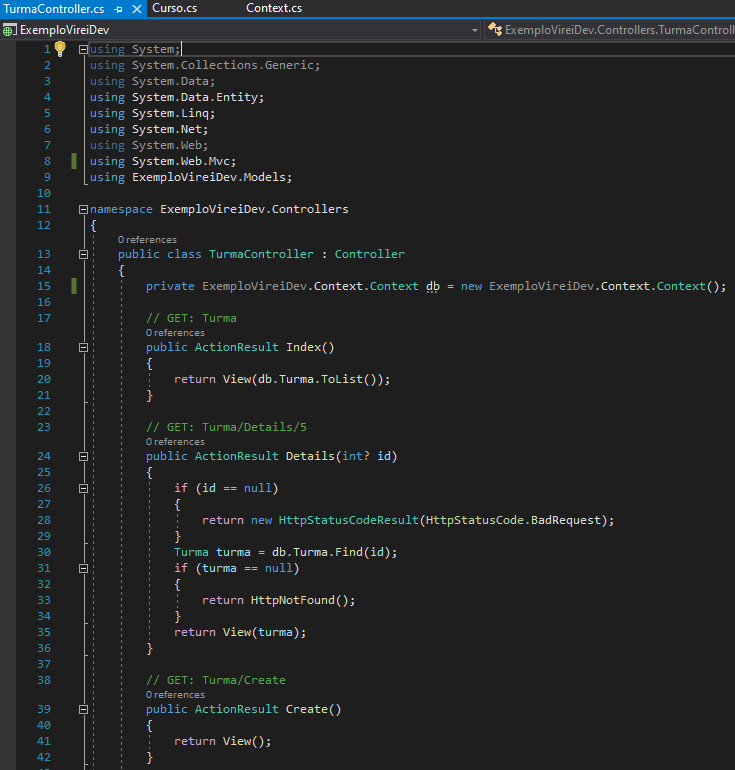 TurmaController.cs Curso.cs Context.cs
ExemploVireiDev ExemploVireiDev.Controllers.TurmaControll
1 using System;
2 using System.Collections.Generic;
3 using System.Data;
4 using System.Data.Entity;
5 using System.Linq;
6 using System.Net;
7 using System.Web;
8 using System.Web.Mvc;
9 using ExemploVireiDev.Models;
10
11 namespace ExemploVireiDev.Controllers
12 {
0 references
13 public class TurmaController : Controller
14 {
15 private ExemploVireiDev.Context.Context db = new ExemploVireiDev.Context.Context();
16
17 // GET: Turma
0 references
18 public ActionResult Index()
19 {
20 return View(db.Turma.ToList());
21 }
22
23 // GET: Turma/Details/5
0 references
24 public ActionResult Details(int? id)
25 {
26 if (id == null)
27 {
28 return new HttpStatusCodeResult(HttpStatusCode.BadRequest);
29 }
30 Turma turma = db.Turma.Find(id);
31 if (turma == null)
32 {
33 return HttpNotFound();
34 }
35 return View(turma);
36 }
37
38 // GET: Turma/Create
0 references
39 public ActionResult Create()
40 {
41 return View();
42 }